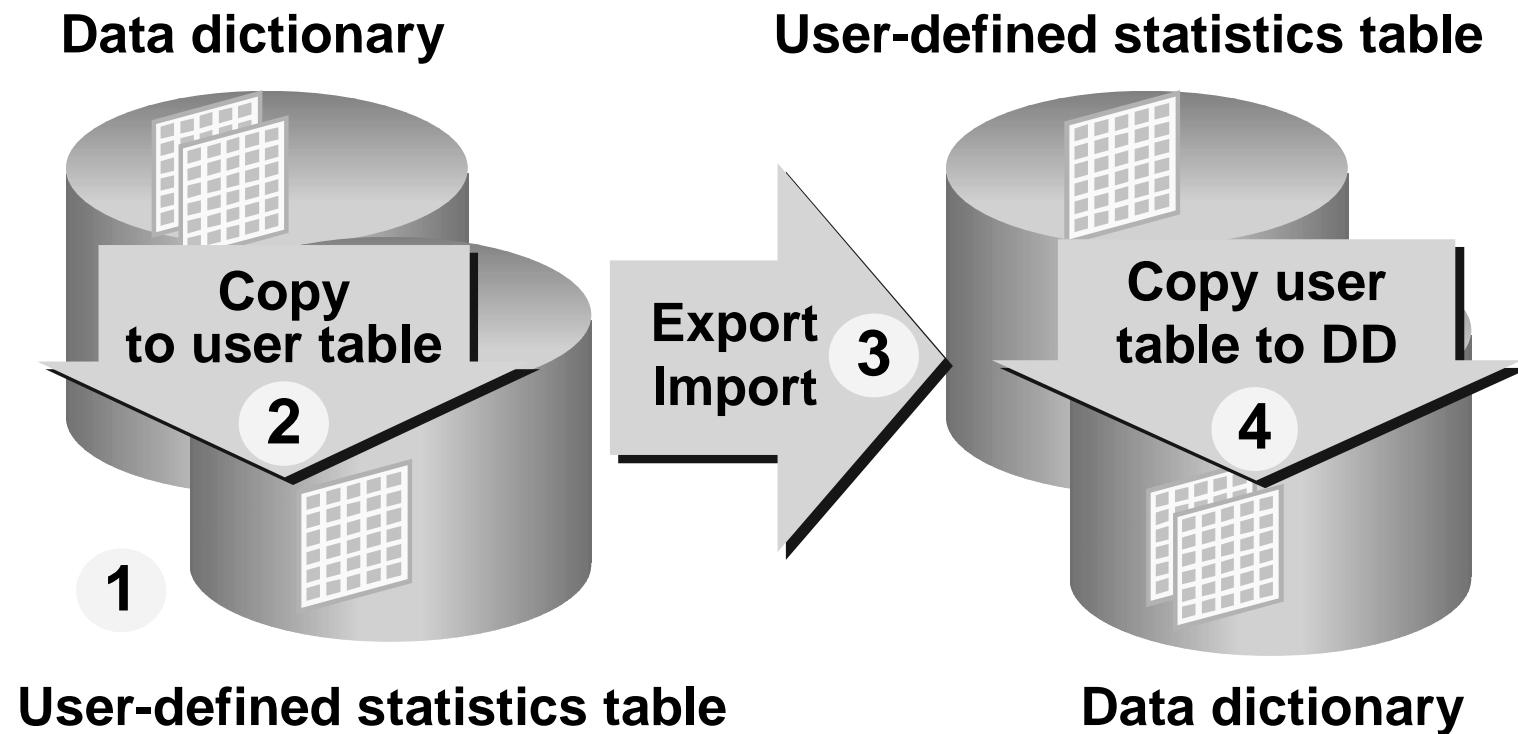 Data dictionary
User-defined statistics table
Copy
to user table
2
1
User-defined statistics table
Export
Import
3
Copy user
table to DD
4
Data dictionary